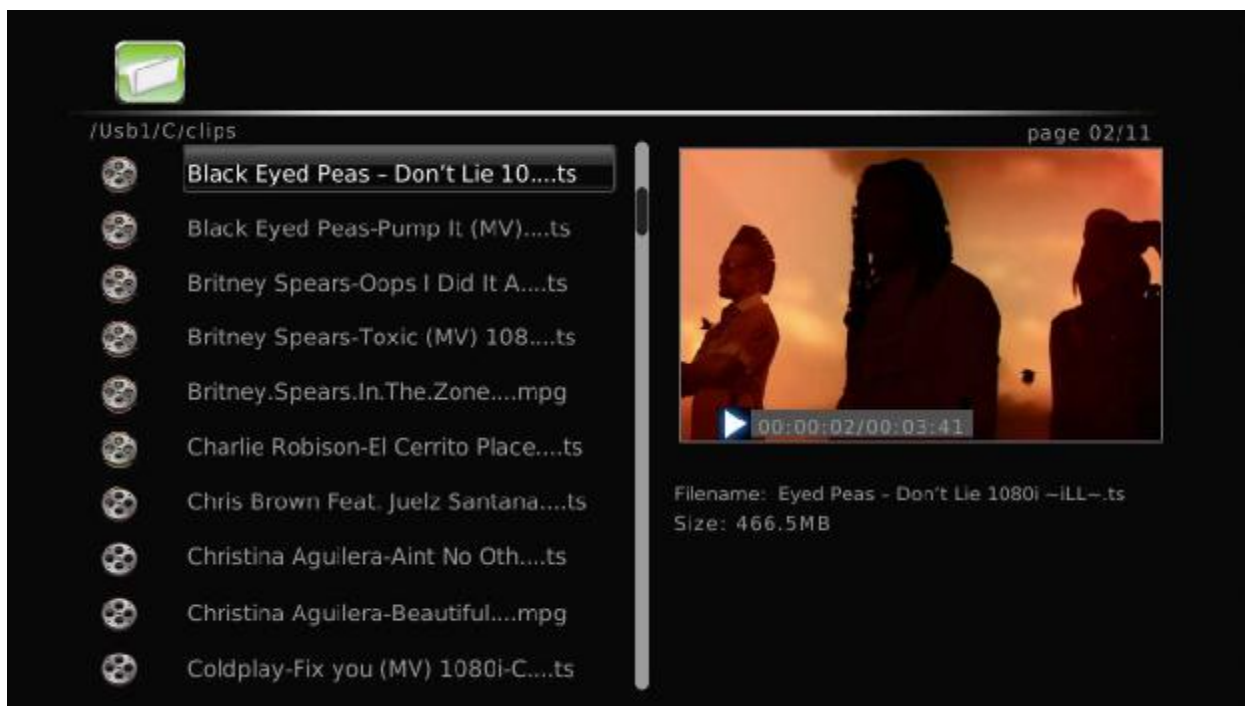 /Usb1/C/clips
page 02/11
Black Eyed Peas – Don't Lie 10....ts
Black Eyed Peas-Pump It (MV)....ts
Britney Spears-Oops I Did It A....ts
Britney Spears-Toxic (MV) 108....ts
Britney.Spears.In.The.Zone....mpg
Charlie Robison-El Cerrito Place....ts
Chris Brown Feat. Juelz Santana....ts
Christina Aguilera-Aint No Oth....ts
Christina Aguilera-Beautiful....mpg
Coldplay-Fix you (MV) 1080i-C....ts
00:00:02/00:03:41
Filename: Eyed Peas – Don't Lie 1080i ~iLL~.ts
Size: 466.5MB